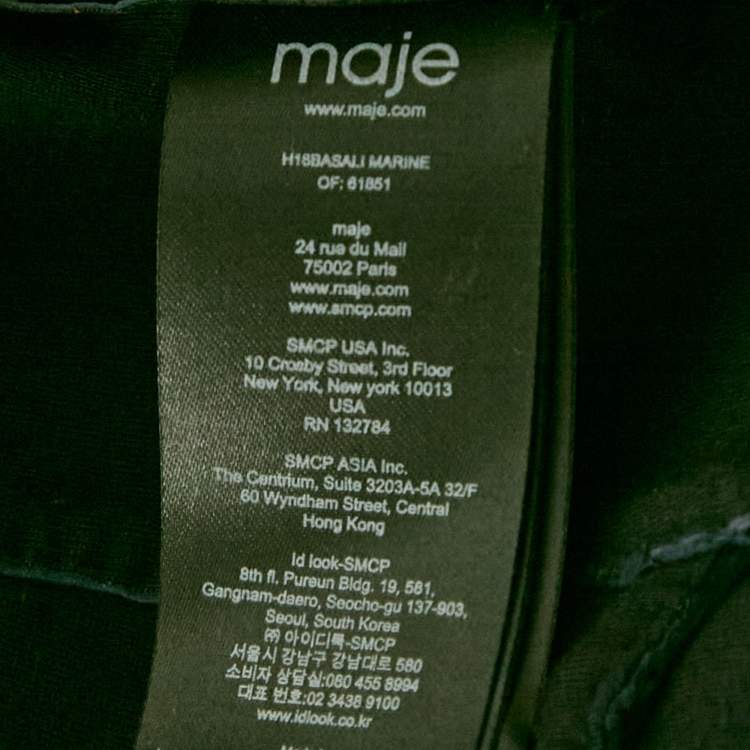 maje
www.maje.com
H18BASALI MARINE
OF: 61851
maje
24 rue du Mail
75002 Paris
www.maje.com
www.smcp.com
SMCP USA Inc.
10 Crosby Street, 3rd Floor
New York, New york 10013
USA
RN 132784
SMCP ASIA Inc.
The Centrium, Suite 3203A-5A 32/F
60 Wyndham Street, Central
Hong Kong
Id look-SMCP
8th fl. Pureun Bldg. 19, 581,
Gangnam-daero, Seocho-gu 137-903,
Seoul, South Korea
㈜ 아이디룩-SMCP
서울시 강남구 강남대로 580
소비자 상담실:080 455 8994
대표 번호:02 3438 9100
www.idlook.co.kr